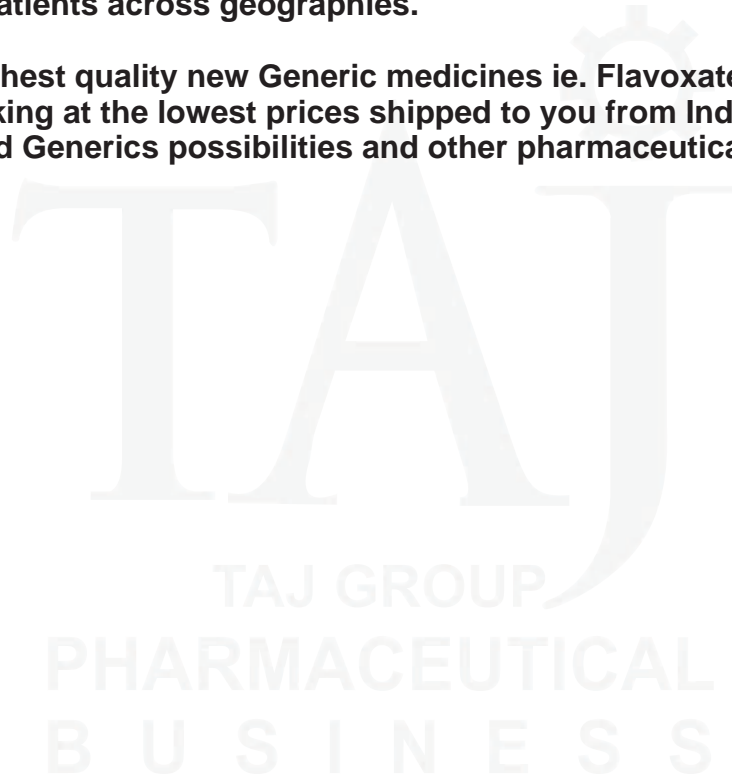 atients across geographies.
hest quality new Generic medicines ie. Flavoxate
king at the lowest prices shipped to you from Ind
d Generics possibilities and other pharmaceutica
TAJ
TAJ GROUP
PHARMACEUTICAL
BUSINESS